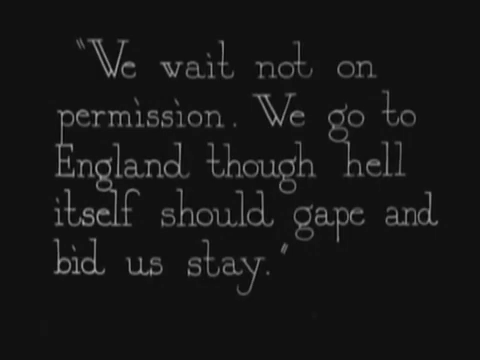 "We wait not on
permission. We go to
England though hell
itself should gape and
bid us stay."